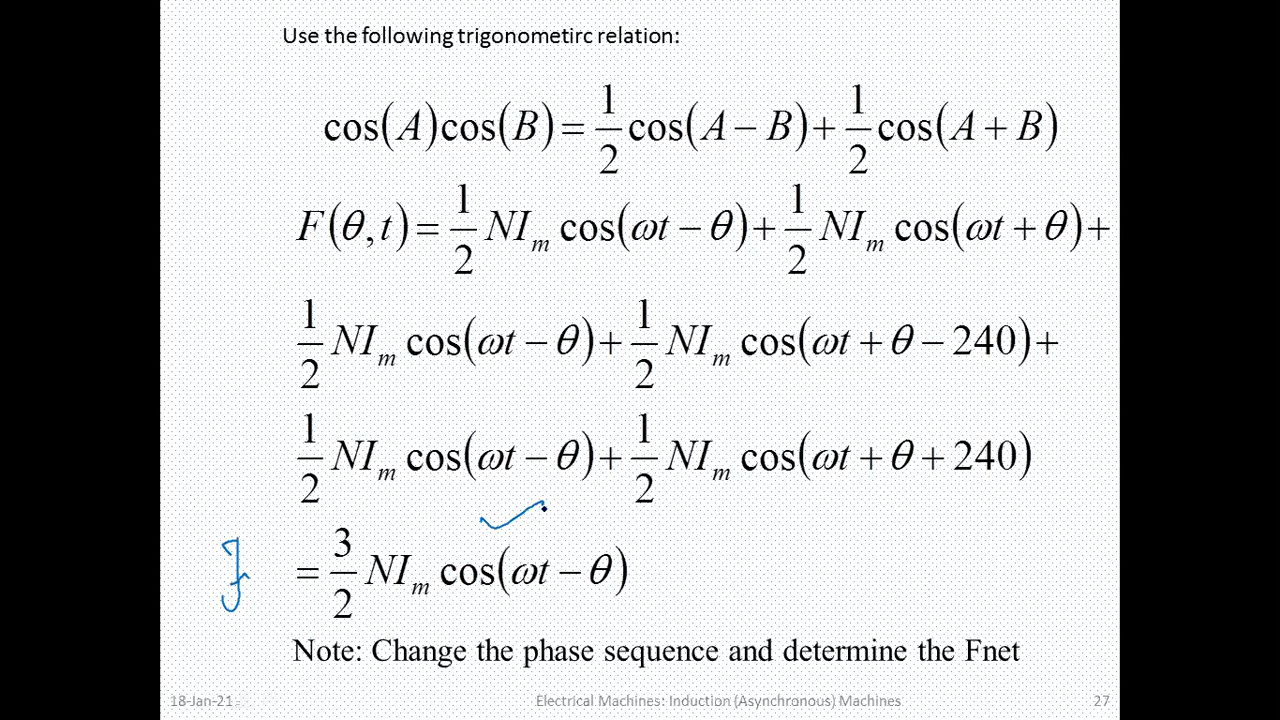 Use the following trigonometirc relation:
cos(A)cos(B)=1/2 cos(A−B)+1/2 cos(A+B)
F(θ,t)=1/2 NI_m cos(ωt−θ)+1/2 NI_m cos(ωt+θ)+
1/2 NI_m cos(ωt−θ)+1/2 NI_m cos(ωt+θ−240)+
1/2 NI_m cos(ωt−θ)+1/2 NI_m cos(ωt+θ+240)
=3/2 NI_m cos(ωt−θ)
Note: Change the phase sequence and determine the Fnet
18-Jan-21 Electrical Machines: Induction (Asynchronous) Machines 27